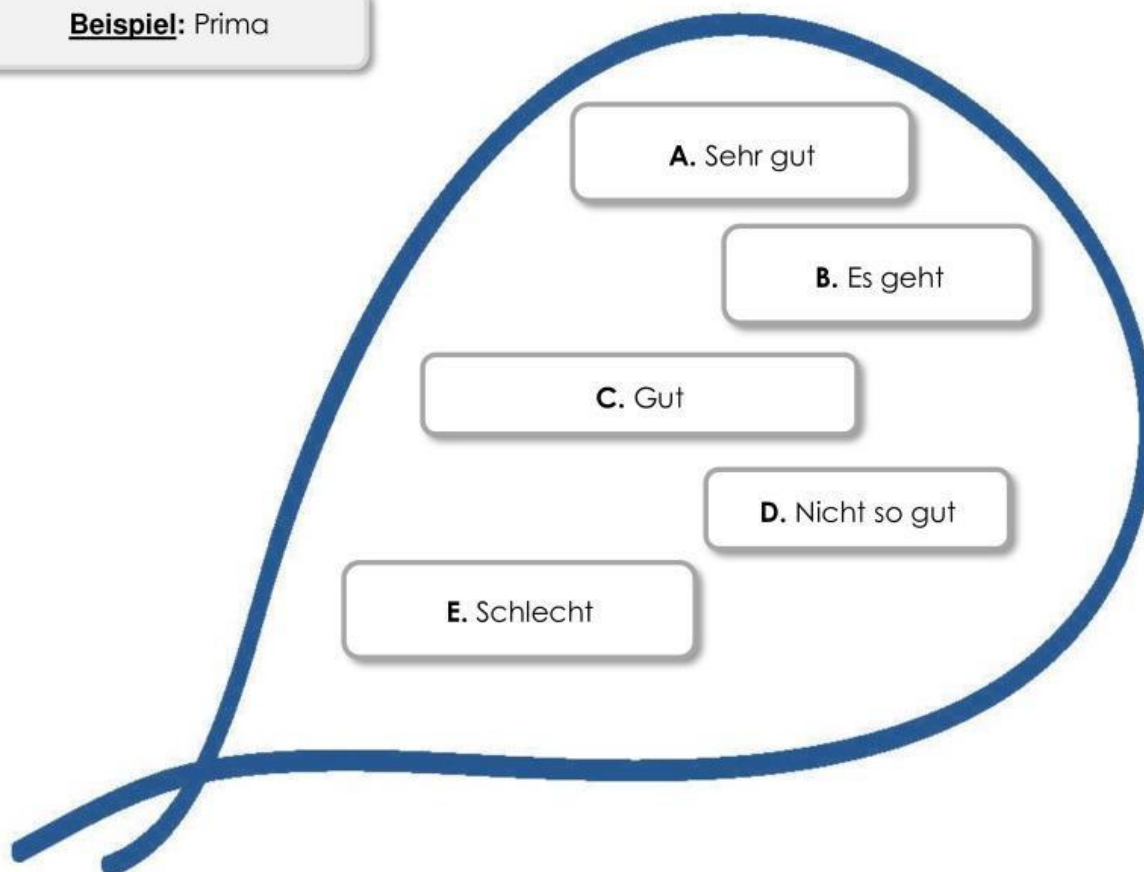 Beispiel: Prima
A. Sehr gut
B. Es geht
C. Gut
D. Nicht so gut
E. Schlecht